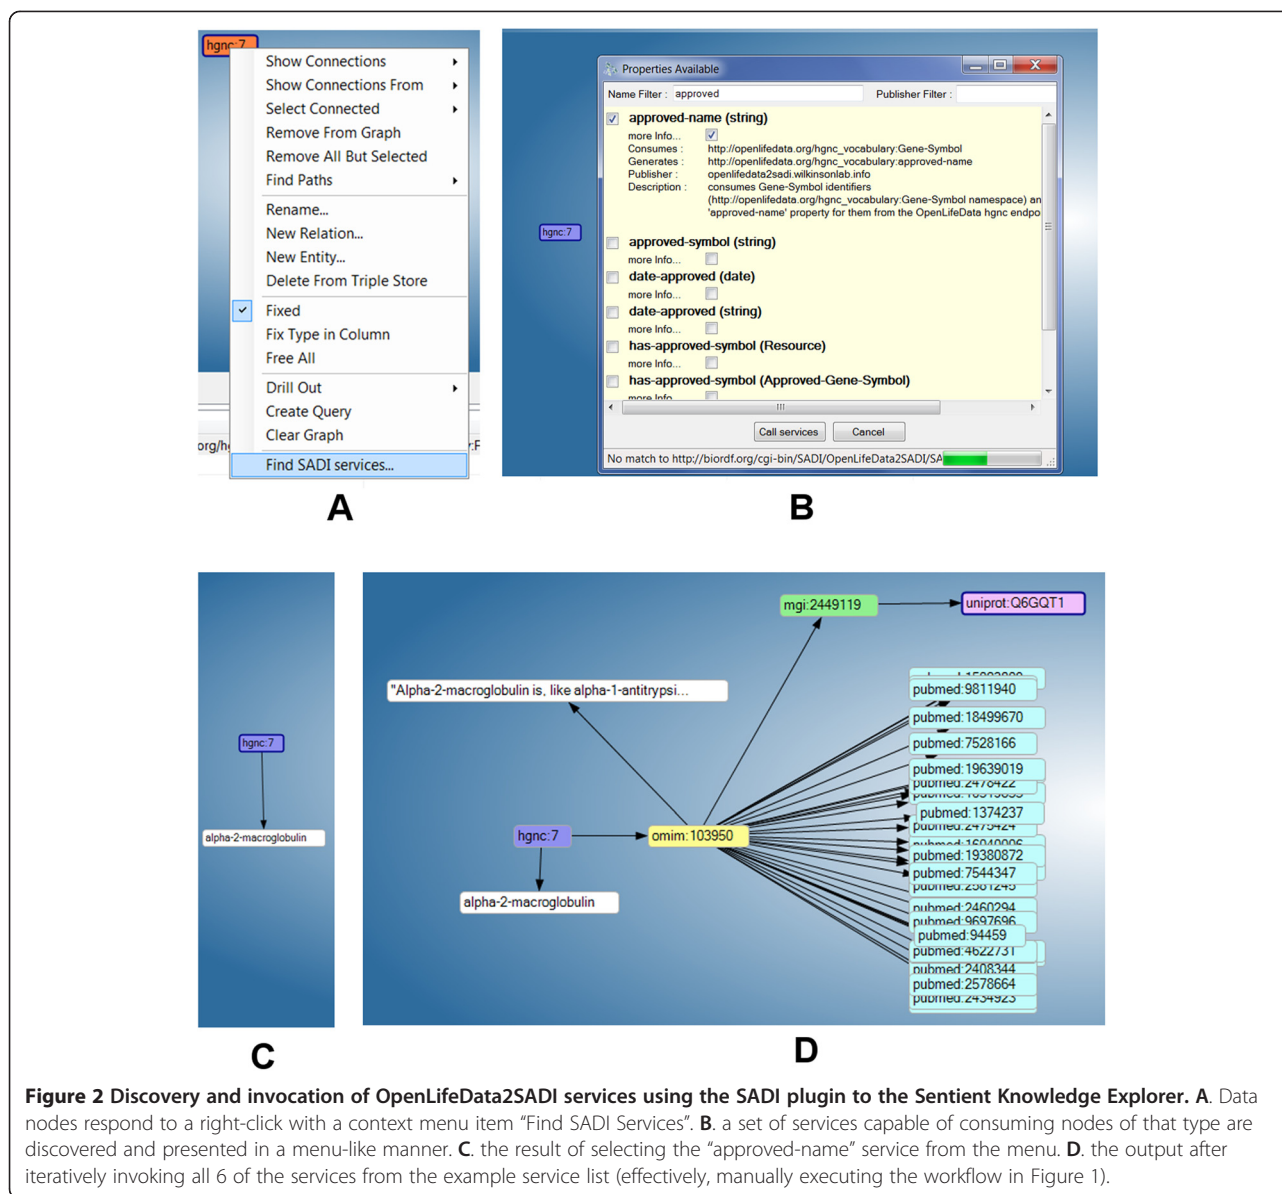 hgnc:7
Show Connections
Show Connections From
Select Connected
Remove From Graph
Remove All But Selected
Find Paths
Rename...
New Relation...
New Entity...
Delete From Triple Store
Fixed
Fix Type in Column
Free All
Drill Out
Create Query
Clear Graph
Find SADI services...
org/h
A
hgnc:7
Properties Available
Name Filter : approved Publisher Filter :
approved-name (string)
more Info...
Consumes : http://openlifedata.org/hgnc_vocabulary:Gene-Symbol
Generates : http://openlifedata.org/hgnc_vocabulary:approved-name
Publisher : openlifedata2sadi.wilkinsonlab.info
Description : consumes Gene-Symbol identifiers
(http://openlifedata.org/hgnc_vocabulary:Gene-Symbol namespace) an
'approved-name' property for them from the OpenLifeData hgnc endpo
approved-symbol (string)
more Info...
date-approved (date)
more Info...
date-approved (string)
more Info...
has-approved-symbol (Resource)
more Info...
has-approved-symbol (Approved-Gene-Symbol)
more Info
Call services Cancel
No match to http://biordf.org/cgi-bin/SADI/OpenLifeData2SADI/SA
B
hgnc:7
alpha-2-macroglobulin
C
mgi:2449119
uniprot:Q6GQT1
"Alpha-2-macroglobulin is, like alpha-1-antitrypsi...
hgnc:7
omim:103950
alpha-2-macroglobulin
pubmed:9811940
pubmed:18499670
pubmed:7528166
pubmed:19639019
pubmed:2478422
pubmed:1374237
pubmed:2475424
pubmed:19380872
pubmed:7544347
pubmed:2581245
pubmed:2460294
pubmed:9697696
pubmed:94459
pubmed:4622731
pubmed:2408344
pubmed:2578664
pubmed:2434923
D
Figure 2 Discovery and invocation of OpenLifeData2SADI services using the SADI plugin to the Sentient Knowledge Explorer. A. Data
nodes respond to a right-click with a context menu item “Find SADI Services”. B. a set of services capable of consuming nodes of that type are
discovered and presented in a menu-like manner. C. the result of selecting the “approved-name” service from the menu. D. the output after
iteratively invoking all 6 of the services from the example service list (effectively, manually executing the workflow in Figure 1).